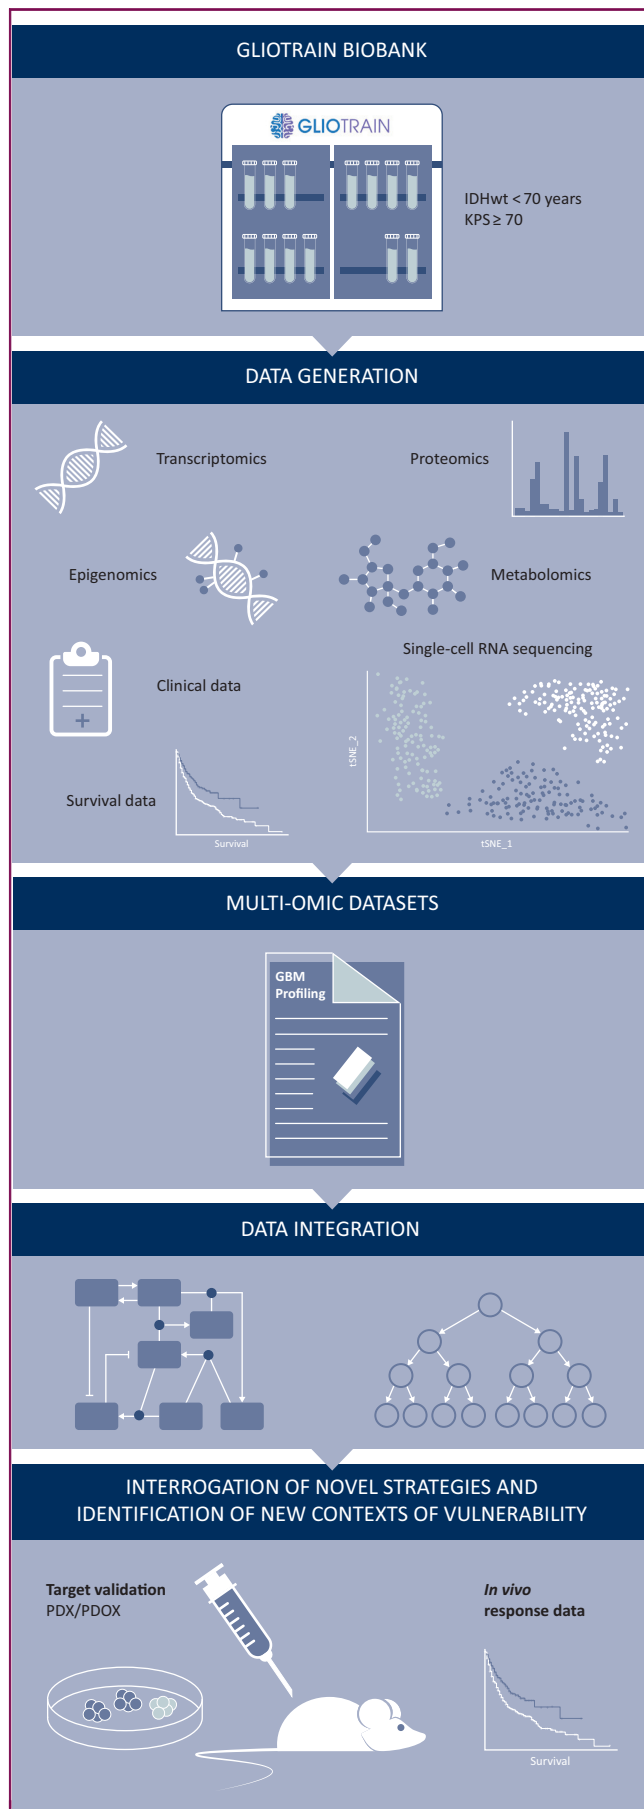 GLIOTRAIN BIOBANK
GLIOTRAIN
IDHwt < 70 years
KPS ≥ 70
DATA GENERATION
Transcriptomics
Proteomics
Epigenomics
Metabolomics
Single-cell RNA sequencing
Clinical data
tSNE_2
Survival data
Survival
tSNE_1
MULTI-OMIC DATASETS
GBM
Profiling
DATA INTEGRATION
INTERROGATION OF NOVEL STRATEGIES AND
IDENTIFICATION OF NEW CONTEXTS OF VULNERABILITY
Target validation
PDX/PDOX
In vivo
response data
Survival